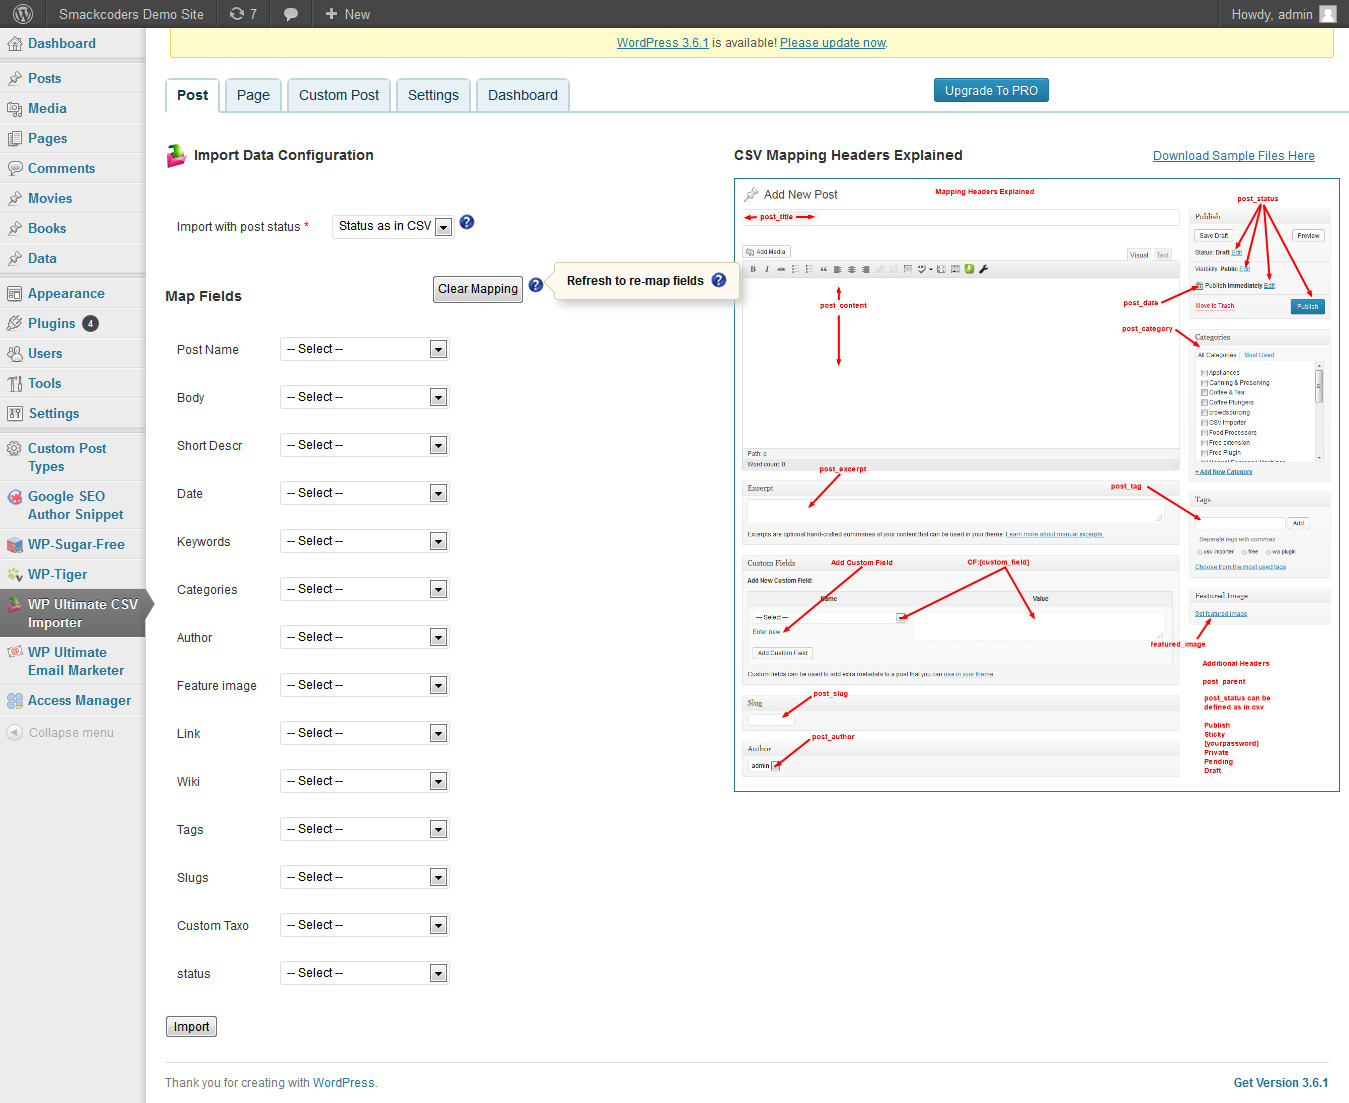 Smackcoders Demo Site 7 + New Howdy, admin
WordPress 3.6.1 is available! Please update now.
Dashboard
Posts
Media
Pages
Comments
Movies
Books
Data
Appearance
Plugins 4
Users
Tools
Settings
Custom Post
Types
Google SEO
Author Snippet
WP-Sugar-Free
WP-Tiger
WP Ultimate CSV
Importer
WP Ultimate
Email Marketer
Access Manager
Collapse menu
Post Page Custom Post Settings Dashboard
Upgrade To PRO
Import Data Configuration
Import with post status * Status as in CSV ?
Map Fields Clear Mapping ? Refresh to re-map fields ?
Post Name -- Select --
Body -- Select --
Short Descr -- Select --
Date -- Select --
Keywords -- Select --
Categories -- Select --
Author -- Select --
Feature image -- Select --
Link -- Select --
Wiki -- Select --
Tags -- Select --
Slugs -- Select --
Custom Taxo -- Select --
status -- Select --
Import
CSV Mapping Headers Explained Download Sample Files Here
Add New Post
Mapping Headers Explained
post_title
Add Media
Visual Text
B I ABC
post_content
Path: p
Word count: 0
post_excerpt
Excerpt
Excerpts are optional hand-crafted summaries of your content that can be used in your theme. Learn more about manual excerpts.
Custom Fields Add Custom Field CF:{custom_field}
Add New Custom Field:
Name Value
— Select —
Enter new
Add Custom Field
Custom fields can be used to add extra metadata to a post that you can use in your theme
post_slug
Slug
post_author
Author
admin
post_status
Publish
Save Draft Preview
Status: Draft Edit
Visibility: Public Edit
Publish immediately Edit
post_date
Move to Trash Publish
post_category
Categories
All Categories Most Used
Appliances
Canning & Preserving
Coffee & Tea
Coffee Plungers
crowdsourcing
CSV Importer
Food Processors
Free extension
Free Plugin
+ Add New Category
post_tag
Tags
Add
Separate tags with commas
csv importer free wp plugin
Choose from the most used tags
Featured Image
Set featured image
featured_image
Additional Headers
post_parent
post_status can be
defined as in csv
Publish
Sticky
{yourpassword}
Private
Pending
Draft
Thank you for creating with WordPress. Get Version 3.6.1